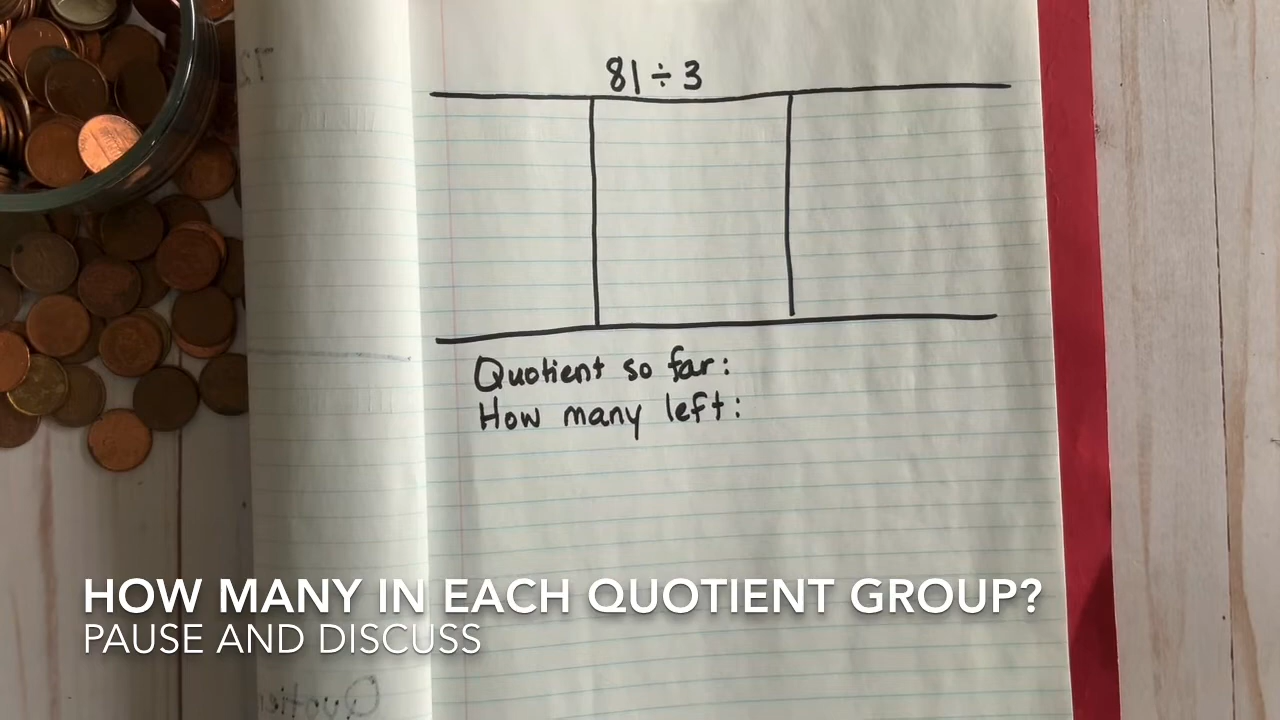 81 ÷ 3
Quotient so far:
How many left:
HOW MANY IN EACH QUOTIENT GROUP?
PAUSE AND DISCUSS